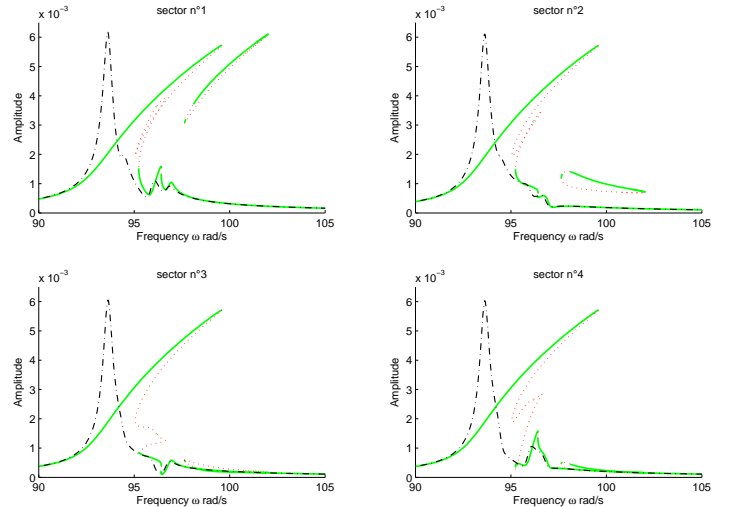 sector n°1
x 10⁻³
Amplitude
6
5
4
3
2
1
0
90 95 100 105
Frequency ω rad/s
sector n°2
x 10⁻³
Amplitude
6
5
4
3
2
1
0
90 95 100 105
Frequency ω rad/s
sector n°3
x 10⁻³
Amplitude
6
5
4
3
2
1
0
90 95 100 105
Frequency ω rad/s
sector n°4
x 10⁻³
Amplitude
6
5
4
3
2
1
0
90 95 100 105
Frequency ω rad/s